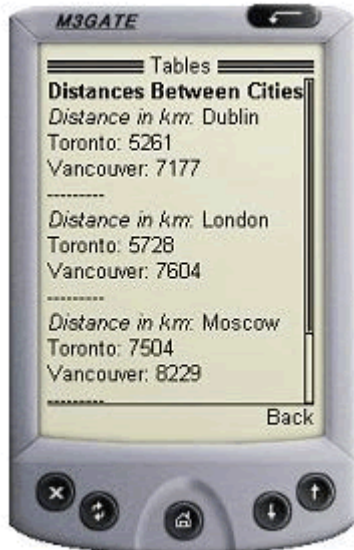 M3GATE
Tables
Distances Between Cities
Distance in km: Dublin
Toronto: 5261
Vancouver: 7177
---------
Distance in km: London
Toronto: 5728
Vancouver: 7604
---------
Distance in km: Moscow
Toronto: 7504
Vancouver: 8229
---------
Back